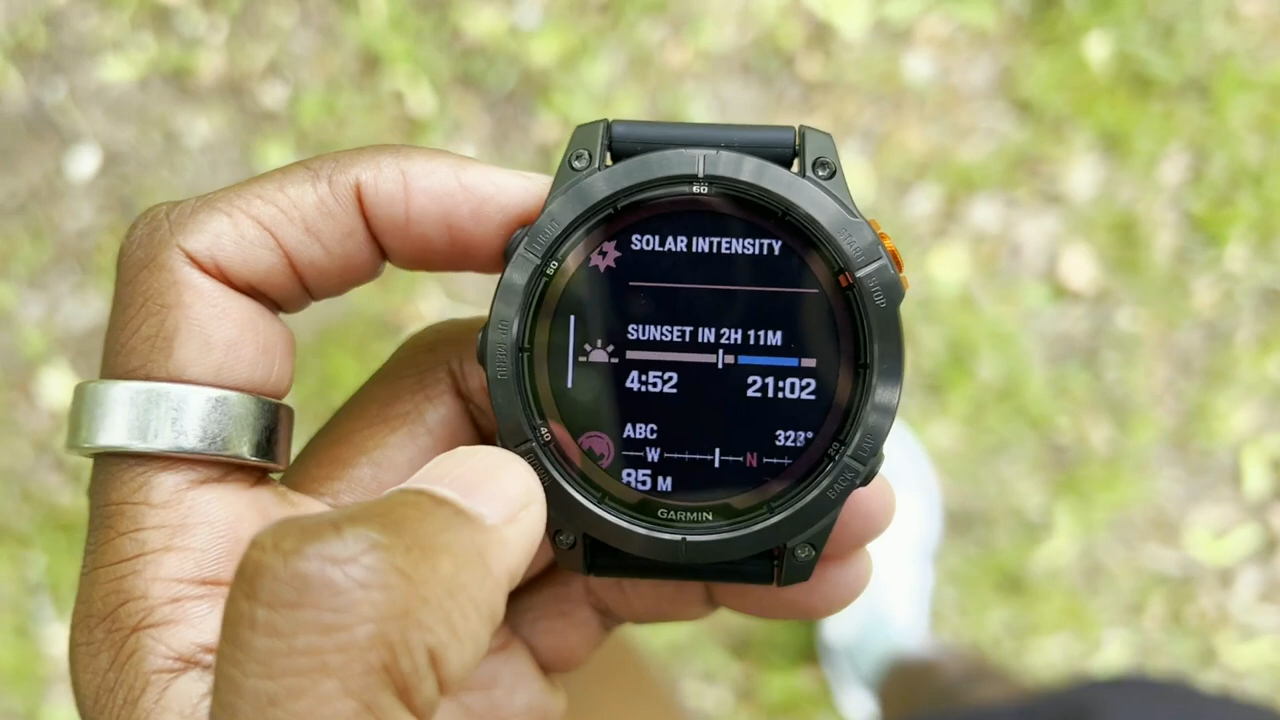 60
LIGHT
50
START
STOP
UP·MENU
40
DOWN
20
BACK
LAP
SOLAR INTENSITY
SUNSET IN 2H 11M
4:52 21:02
ABC 323°
W N
85 M
GARMIN